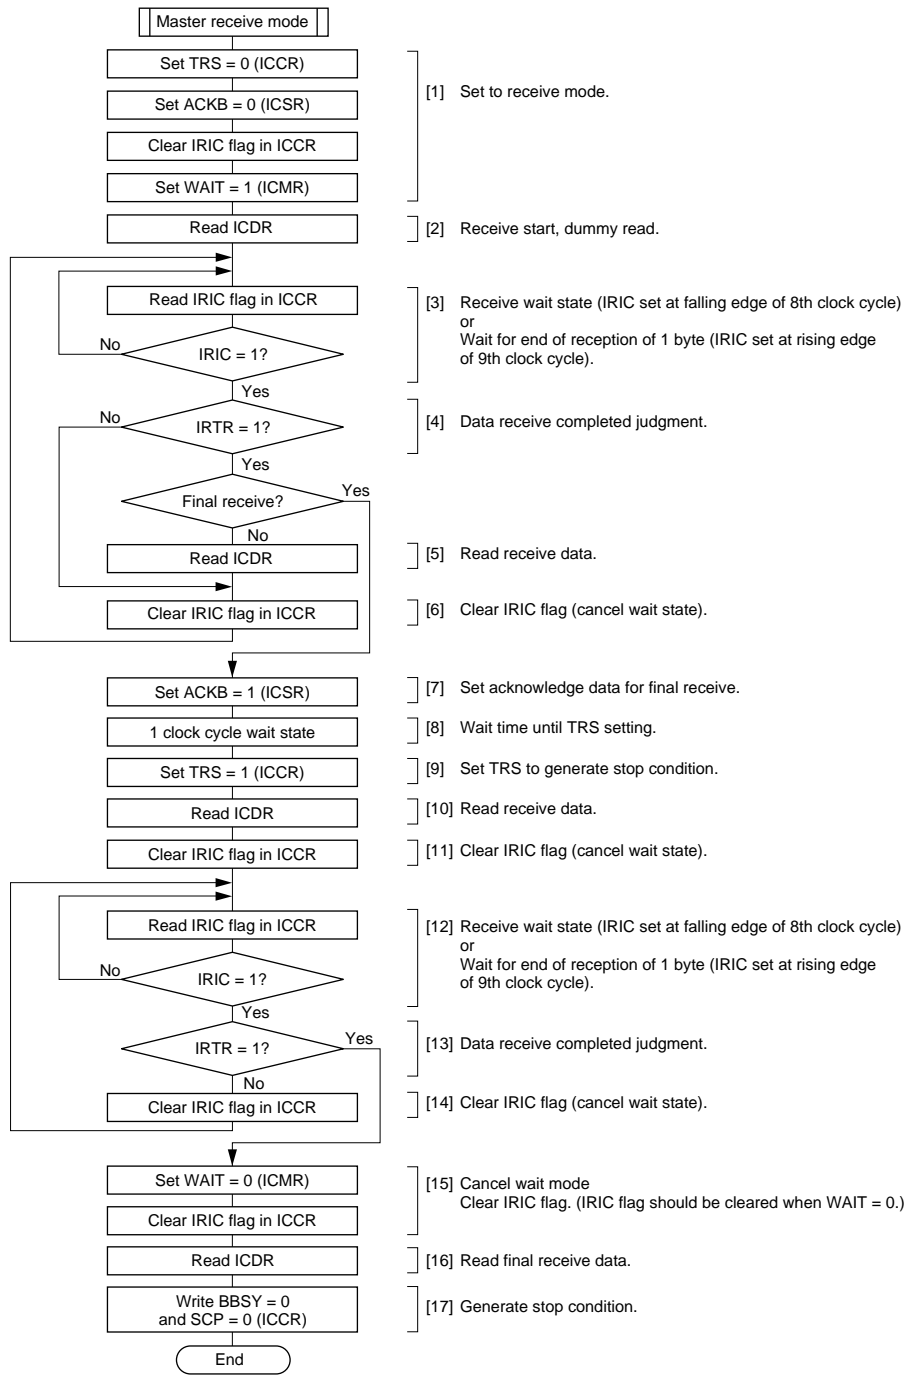 Master receive mode
Set TRS = 0 (ICCR)
Set ACKB = 0 (ICSR)
[1] Set to receive mode.
Clear IRIC flag in ICCR
Set WAIT = 1 (ICMR)
Read ICDR
[2] Receive start, dummy read.
Read IRIC flag in ICCR
[3] Receive wait state (IRIC set at falling edge of 8th clock cycle)
or
Wait for end of reception of 1 byte (IRIC set at rising edge
of 9th clock cycle).
No
IRIC = 1?
Yes
No
IRTR = 1?
[4] Data receive completed judgment.
Yes
Final receive?
Yes
No
Read ICDR
[5] Read receive data.
Clear IRIC flag in ICCR
[6] Clear IRIC flag (cancel wait state).
Set ACKB = 1 (ICSR)
[7] Set acknowledge data for final receive.
1 clock cycle wait state
[8] Wait time until TRS setting.
Set TRS = 1 (ICCR)
[9] Set TRS to generate stop condition.
Read ICDR
[10] Read receive data.
Clear IRIC flag in ICCR
[11] Clear IRIC flag (cancel wait state).
Read IRIC flag in ICCR
[12] Receive wait state (IRIC set at falling edge of 8th clock cycle)
or
Wait for end of reception of 1 byte (IRIC set at rising edge
of 9th clock cycle).
No
IRIC = 1?
Yes
IRTR = 1?
Yes
[13] Data receive completed judgment.
No
Clear IRIC flag in ICCR
[14] Clear IRIC flag (cancel wait state).
Set WAIT = 0 (ICMR)
[15] Cancel wait mode
Clear IRIC flag. (IRIC flag should be cleared when WAIT = 0.)
Clear IRIC flag in ICCR
Read ICDR
[16] Read final receive data.
Write BBSY = 0
and SCP = 0 (ICCR)
[17] Generate stop condition.
End